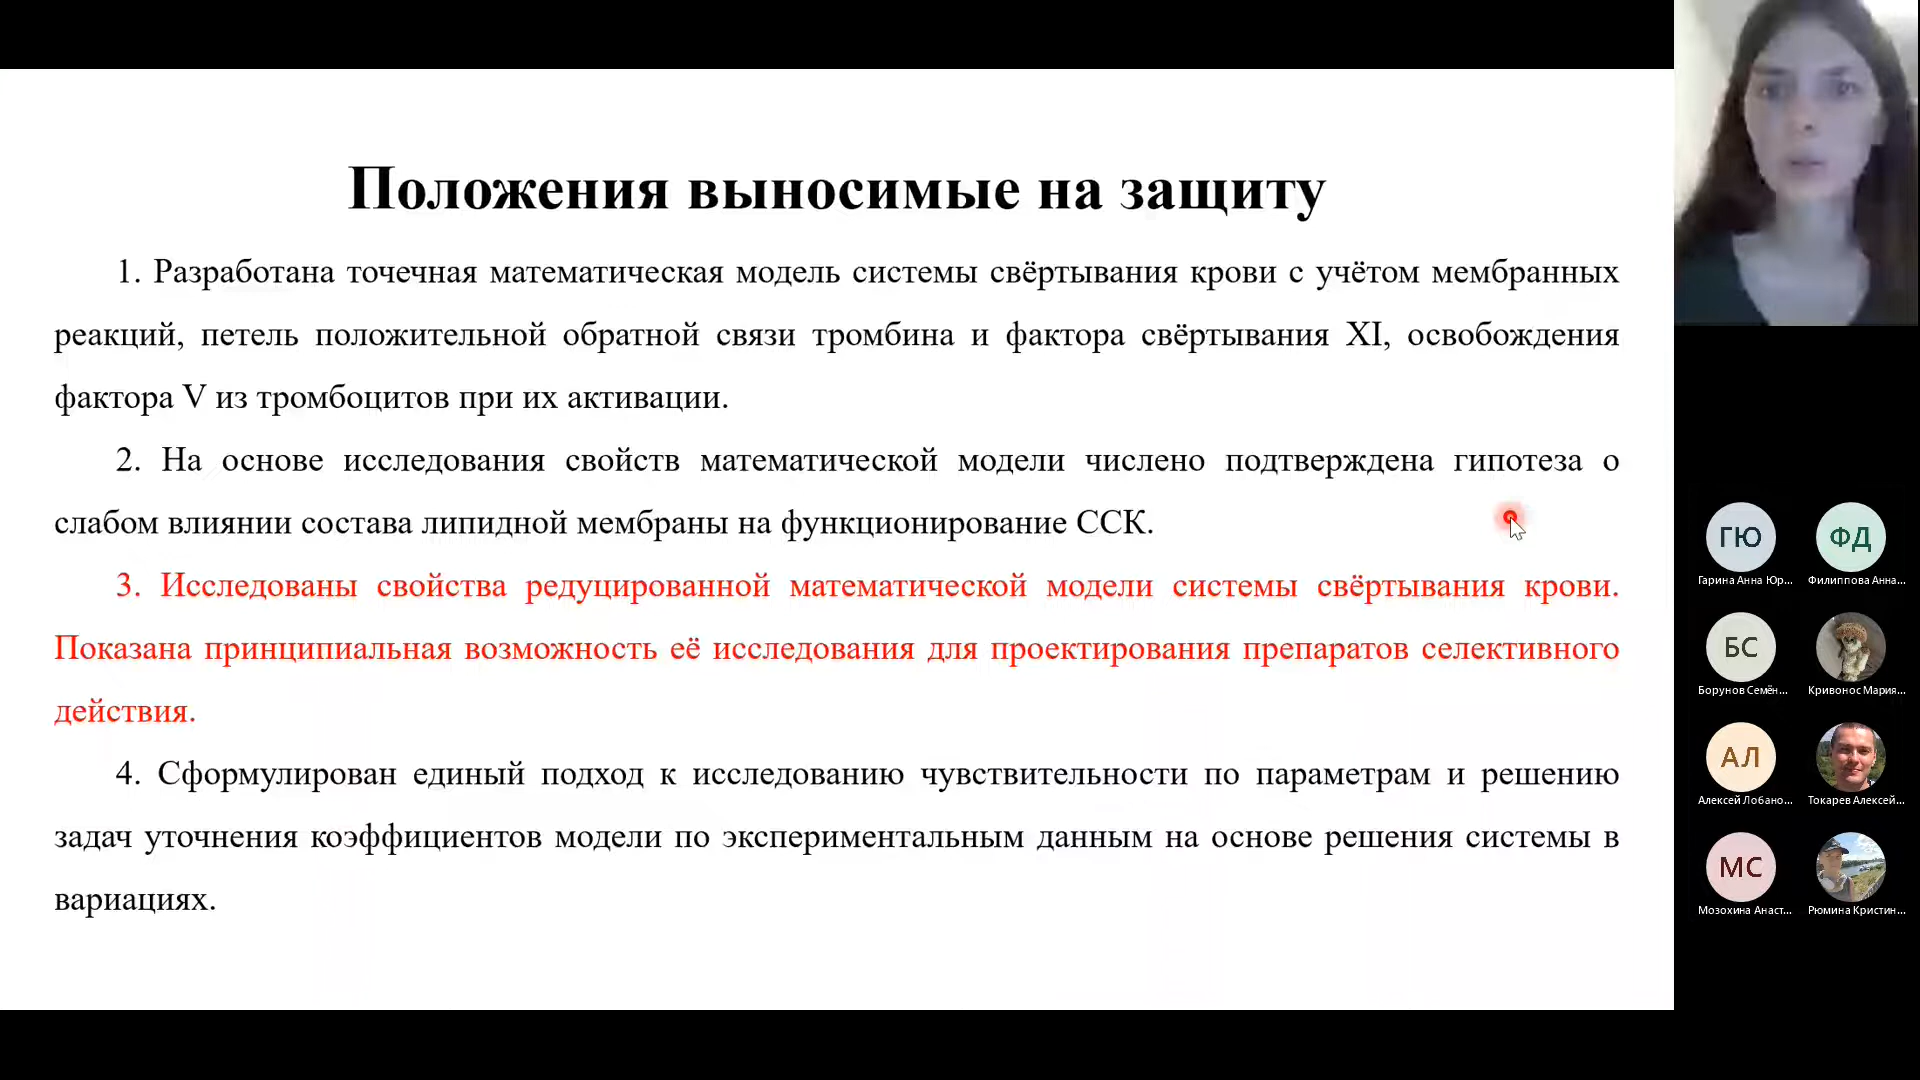 Положения выносимые на защиту
1. Разработана точечная математическая модель системы свёртывания крови с учётом мембранных
реакций, петель положительной обратной связи тромбина и фактора свёртывания XI, освобождения
фактора V из тромбоцитов при их активации.
2. На основе исследования свойств математической модели числено подтверждена гипотеза о
слабом влиянии состава липидной мембраны на функционирование ССК.
3. Исследованы свойства редуцированной математической модели системы свёртывания крови.
Показана принципиальная возможность её исследования для проектирования препаратов селективного
действия.
4. Сформулирован единый подход к исследованию чувствительности по параметрам и решению
задач уточнения коэффициентов модели по экспериментальным данным на основе решения системы в
вариациях.
ГЮ
ФД
Гарина Анна Юр...
Филиппова Анна...
БС
Борунов Семён...
Кривонос Мария...
АЛ
Алексей Лобано...
Токарев Алексей...
МС
Мозохина Анаст...
Рюмина Кристин...